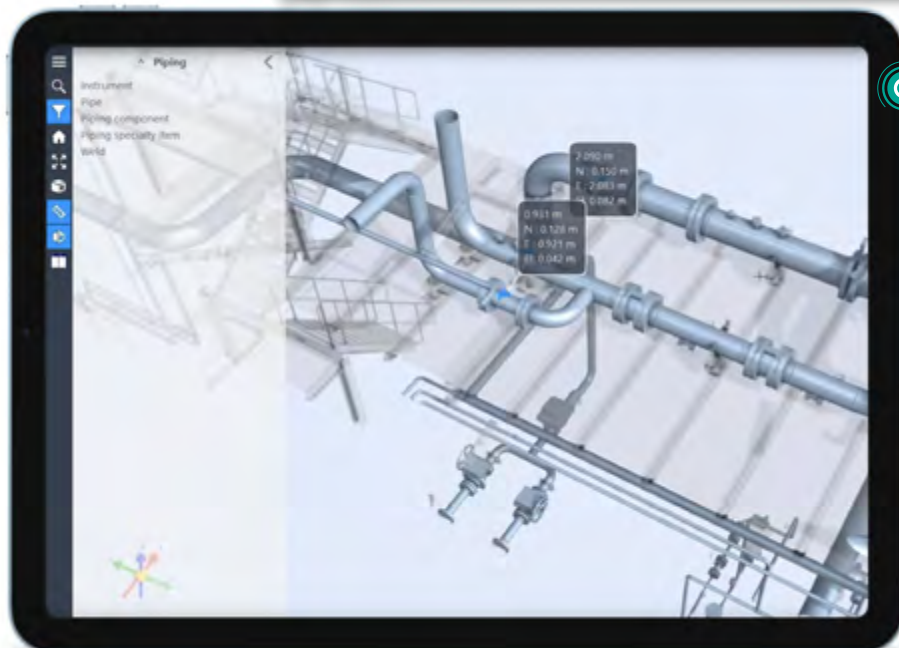 Piping
Instrument
Pipe
Piping component
Piping specialty item
Weld
2.090 m
N : 0.150 m
E : 2.083 m
0.082 m
0.931 m
N : 0.128 m
E : 0.921 m
0.042 m